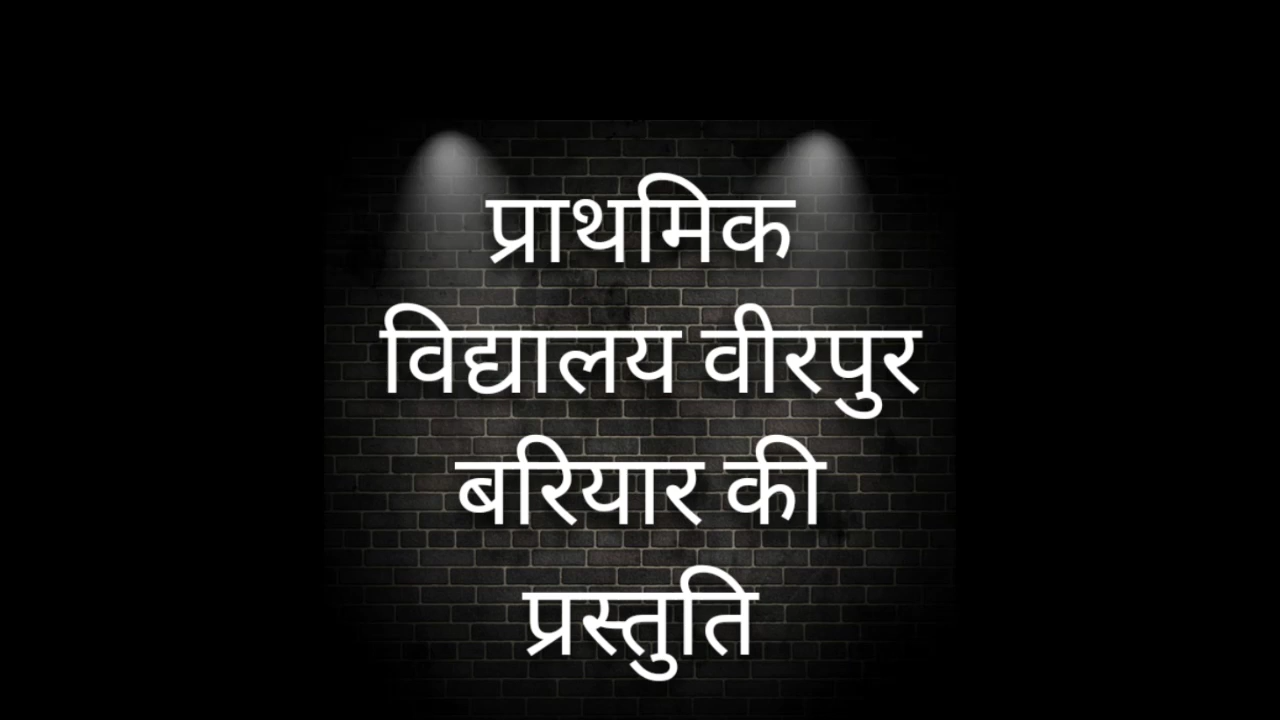 प्राथमिक
विद्यालय वीरपुर
बरियार की
प्रस्तुति